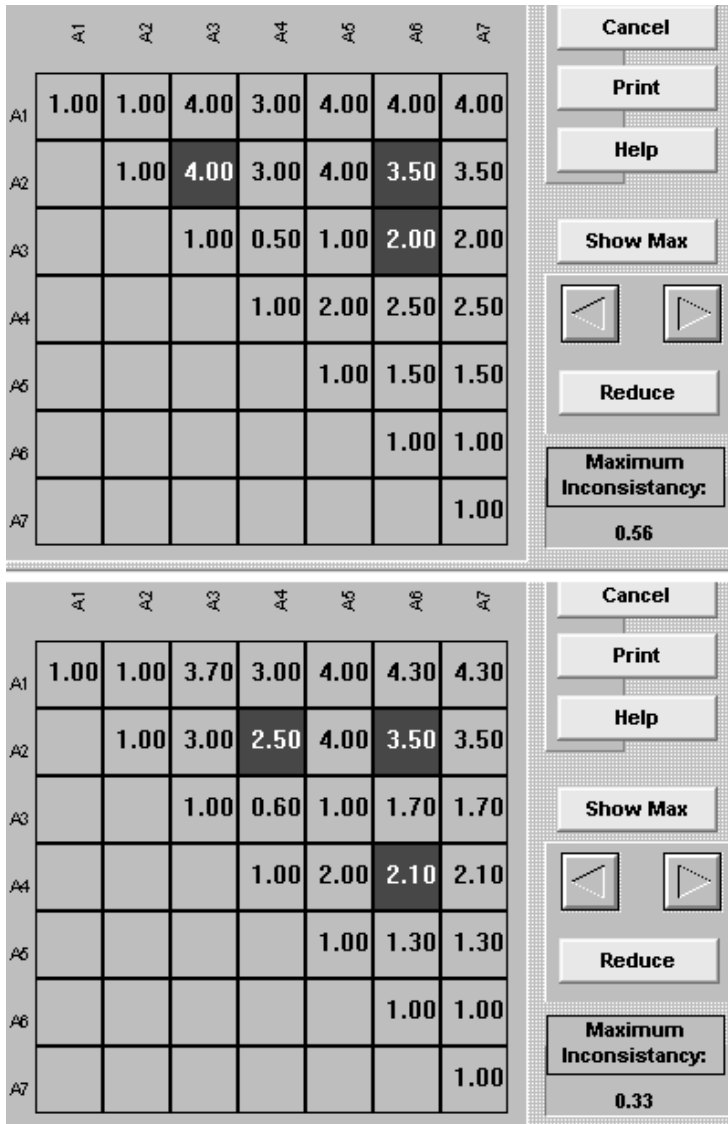 A1 A2 A3 A4 A5 A6 A7
A1 1.00 1.00 4.00 3.00 4.00 4.00 4.00
A2 1.00 4.00 3.00 4.00 3.50 3.50
A3 1.00 0.50 1.00 2.00 2.00
A4 1.00 2.00 2.50 2.50
A5 1.00 1.50 1.50
A6 1.00 1.00
A7 1.00
Cancel
Print
Help
Show Max
Reduce
Maximum
Inconsistancy:
0.56
A1 A2 A3 A4 A5 A6 A7
A1 1.00 1.00 3.70 3.00 4.00 4.30 4.30
A2 1.00 3.00 2.50 4.00 3.50 3.50
A3 1.00 0.60 1.00 1.70 1.70
A4 1.00 2.00 2.10 2.10
A5 1.00 1.30 1.30
A6 1.00 1.00
A7 1.00
Cancel
Print
Help
Show Max
Reduce
Maximum
Inconsistancy:
0.33